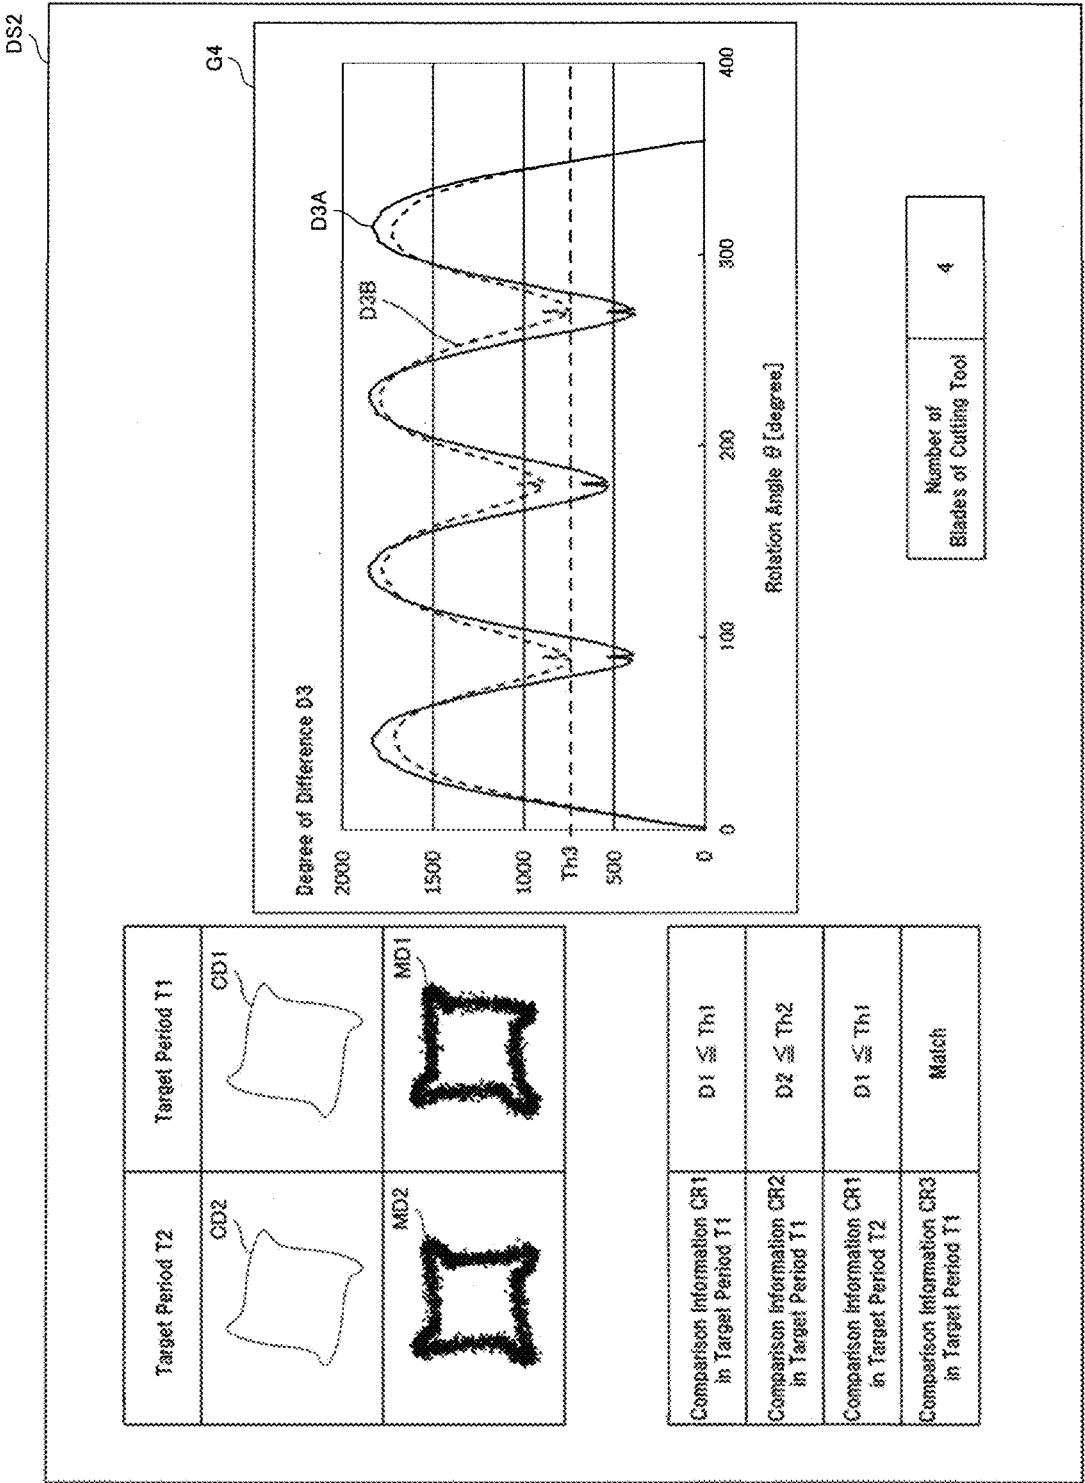 DS2
Target Period T2
Target Period T1
CD2
CD1
MD2
MD1
G4
Degree of Difference D3
2000
1500
1000
Th3
500
0
0
100
200
300
400
D3B
D3A
Rotation Angle θ [degree]
Comparison Information CR1
in Target Period T1
D1 ≦ Th1
Comparison Information CR2
in Target Period T1
D2 ≦ Th2
Comparison Information CR1
in Target Period T2
D1 ≦ Th1
Comparison Information CR3
in Target Period T1
Match
Number of
Blades of Cutting Tool
4